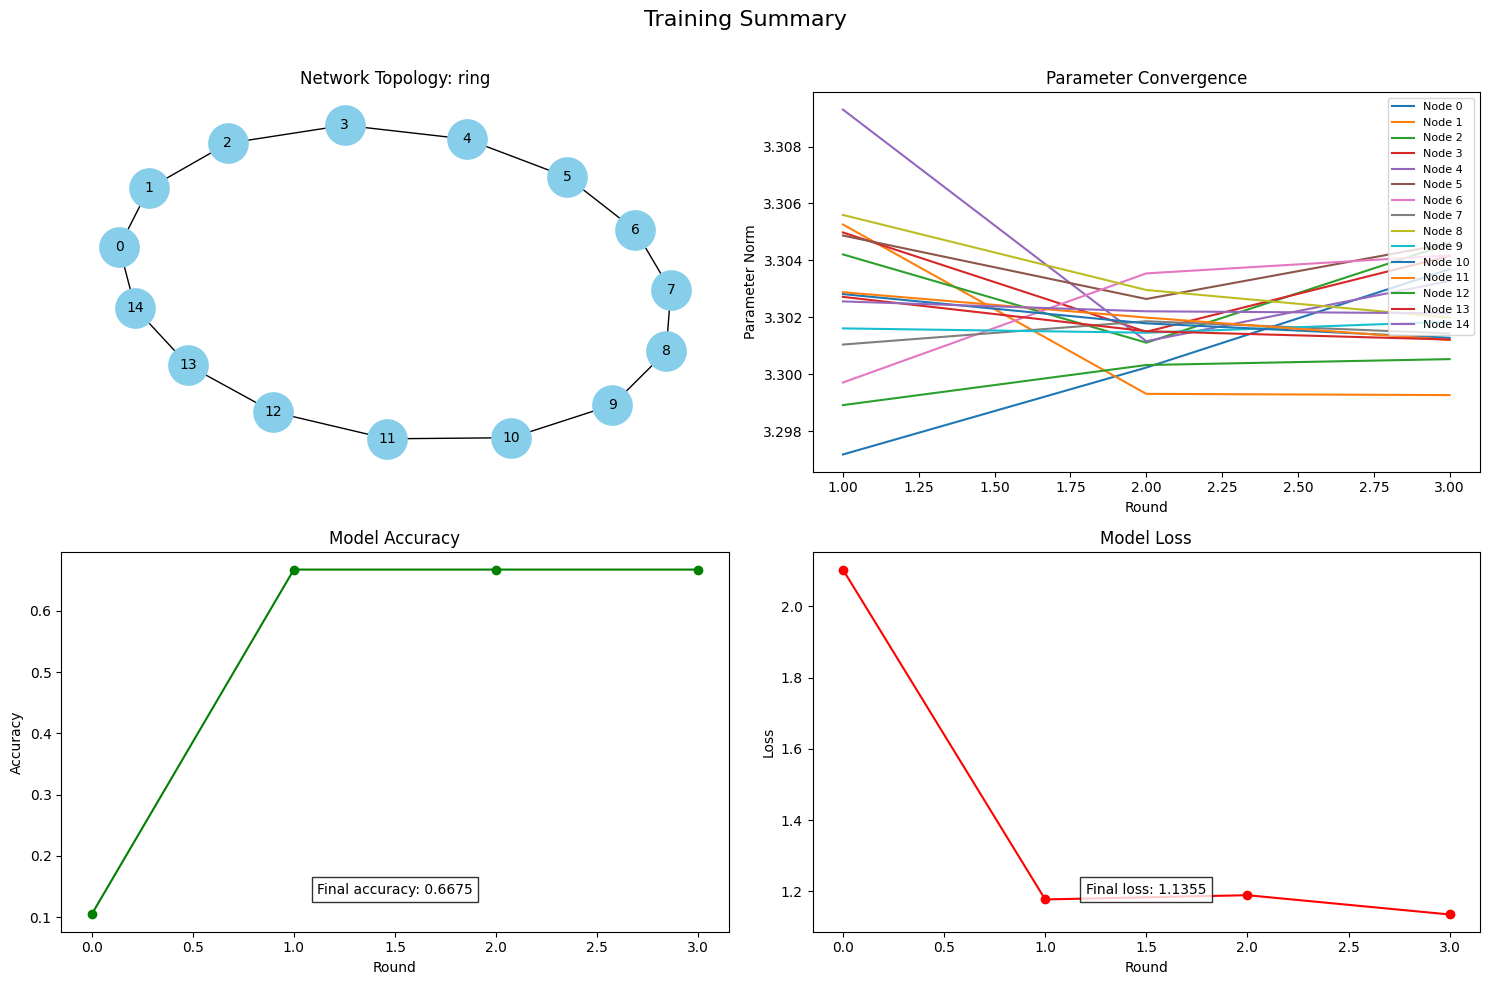 Training Summary
Network Topology: ring
3
4
2
5
1
6
0
7
14
8
13
9
12
11
10
Parameter Convergence
Parameter Norm
3.308
3.306
3.304
3.302
3.300
3.298
Node 0
Node 1
Node 2
Node 3
Node 4
Node 5
Node 6
Node 7
Node 8
Node 9
Node 10
Node 11
Node 12
Node 13
Node 14
1.00 1.25 1.50 1.75 2.00 2.25 2.50 2.75 3.00
Round
Model Accuracy
Accuracy
0.6
0.5
0.4
0.3
0.2
0.1
Final accuracy: 0.6675
0.0 0.5 1.0 1.5 2.0 2.5 3.0
Round
Model Loss
Loss
2.0
1.8
1.6
1.4
1.2
Final loss: 1.1355
0.0 0.5 1.0 1.5 2.0 2.5 3.0
Round